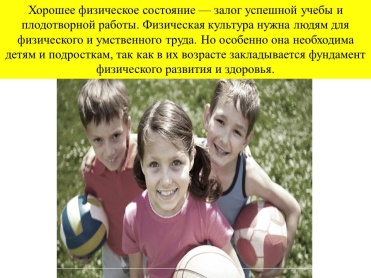 Хорошее физическое состояние — залог успешной учебы и
плодотворной работы. Физическая культура нужна людям для
физического и умственного труда. Но особенно она необходима
детям и подросткам, так как в их возрасте закладывается фундамент
физического развития и здоровья.